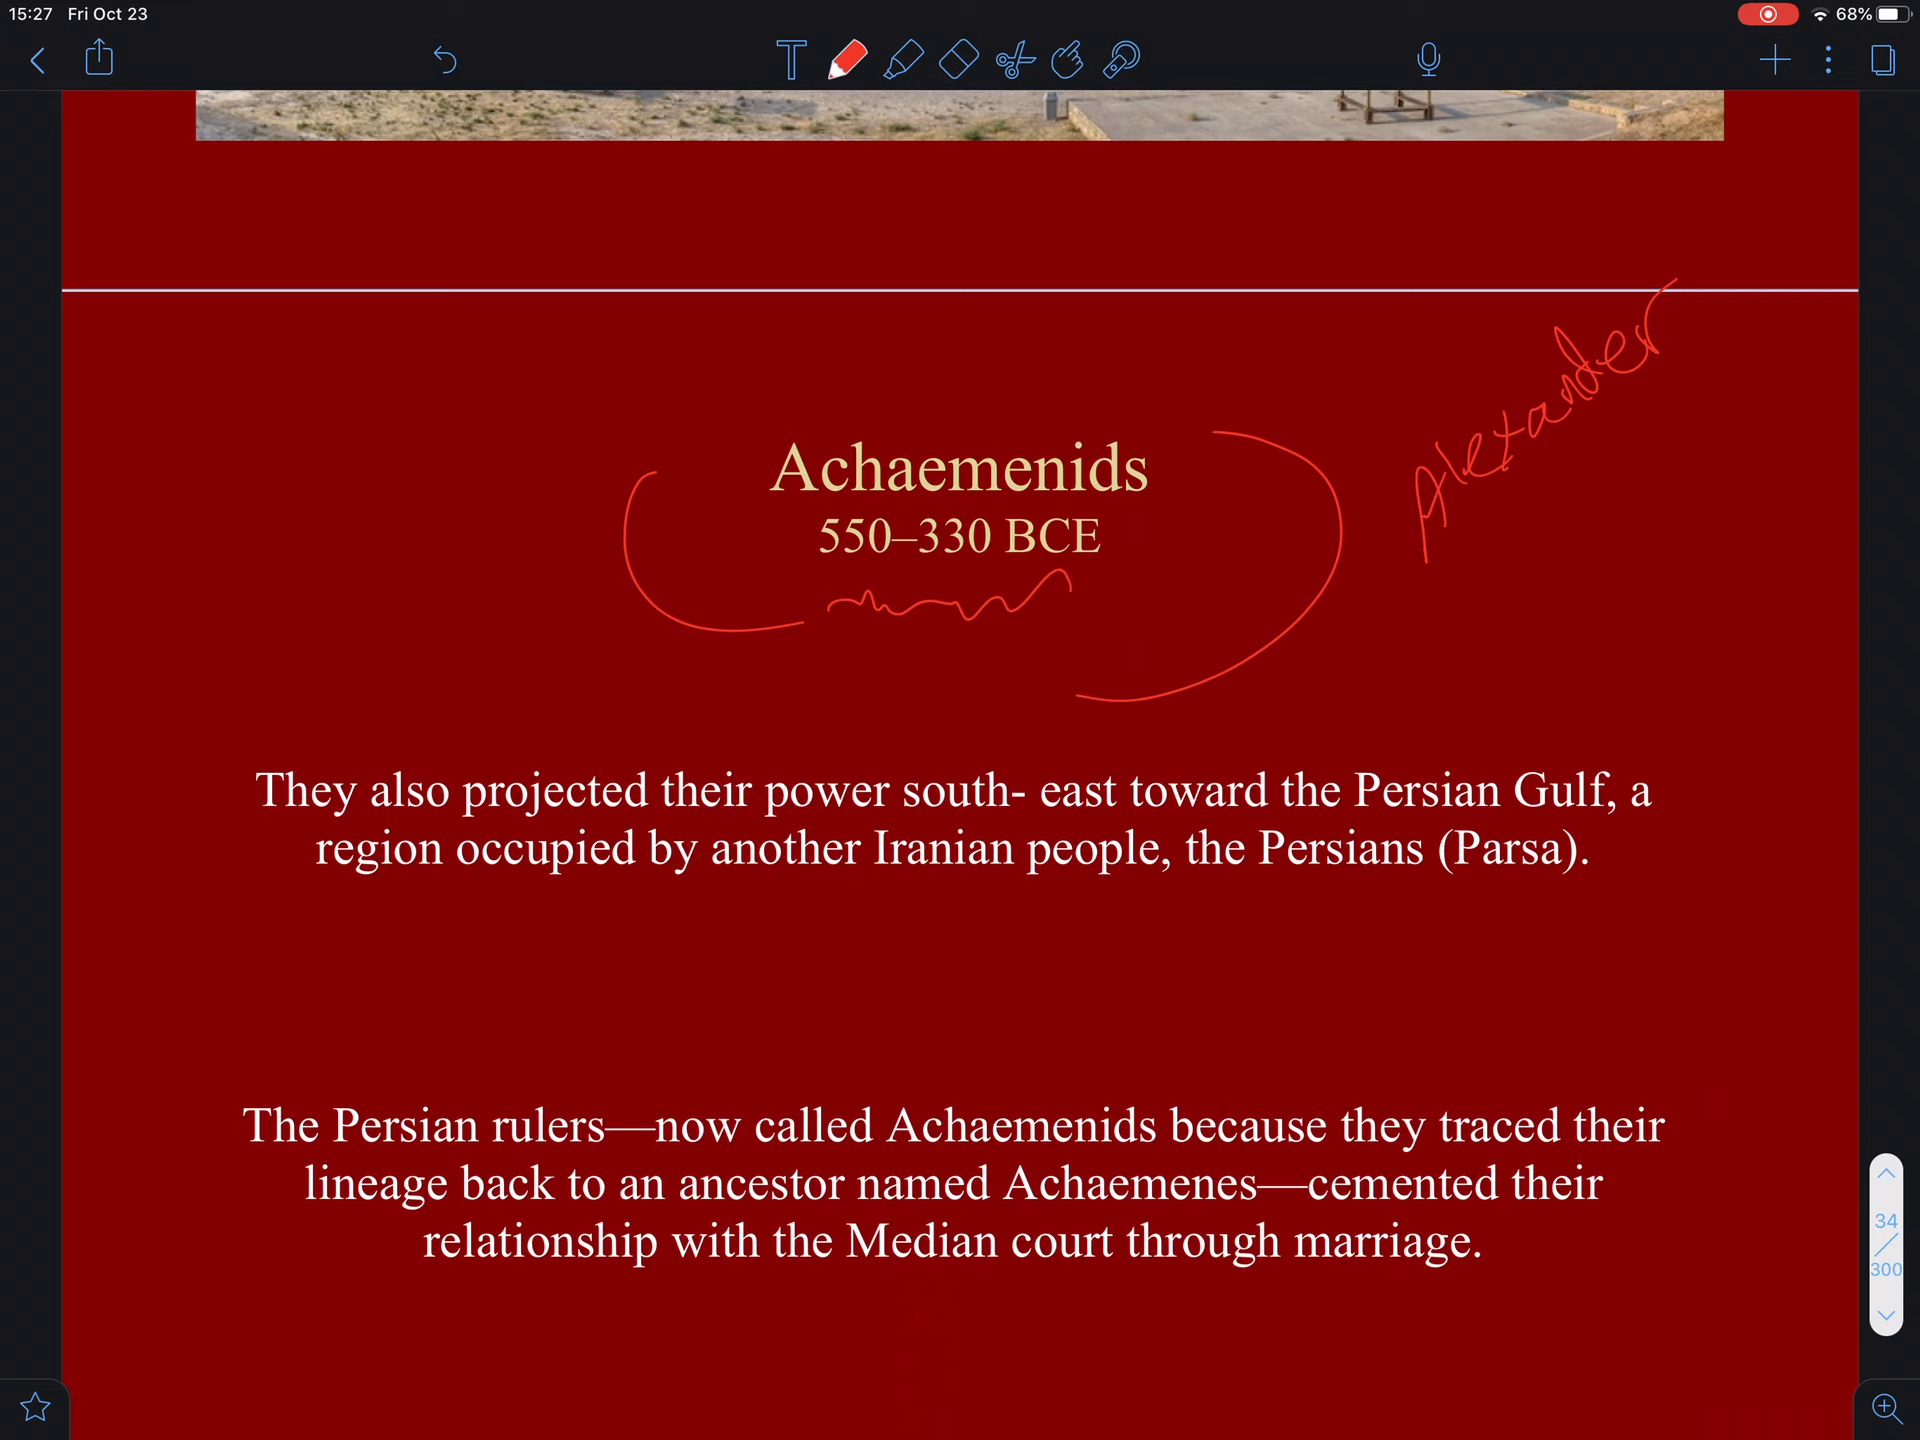 15:27 Fri Oct 23
68%
Alexander
Achaemenids
550–330 BCE
They also projected their power south- east toward the Persian Gulf, a
region occupied by another Iranian people, the Persians (Parsa).
The Persian rulers—now called Achaemenids because they traced their
lineage back to an ancestor named Achaemenes—cemented their
relationship with the Median court through marriage.
34
300